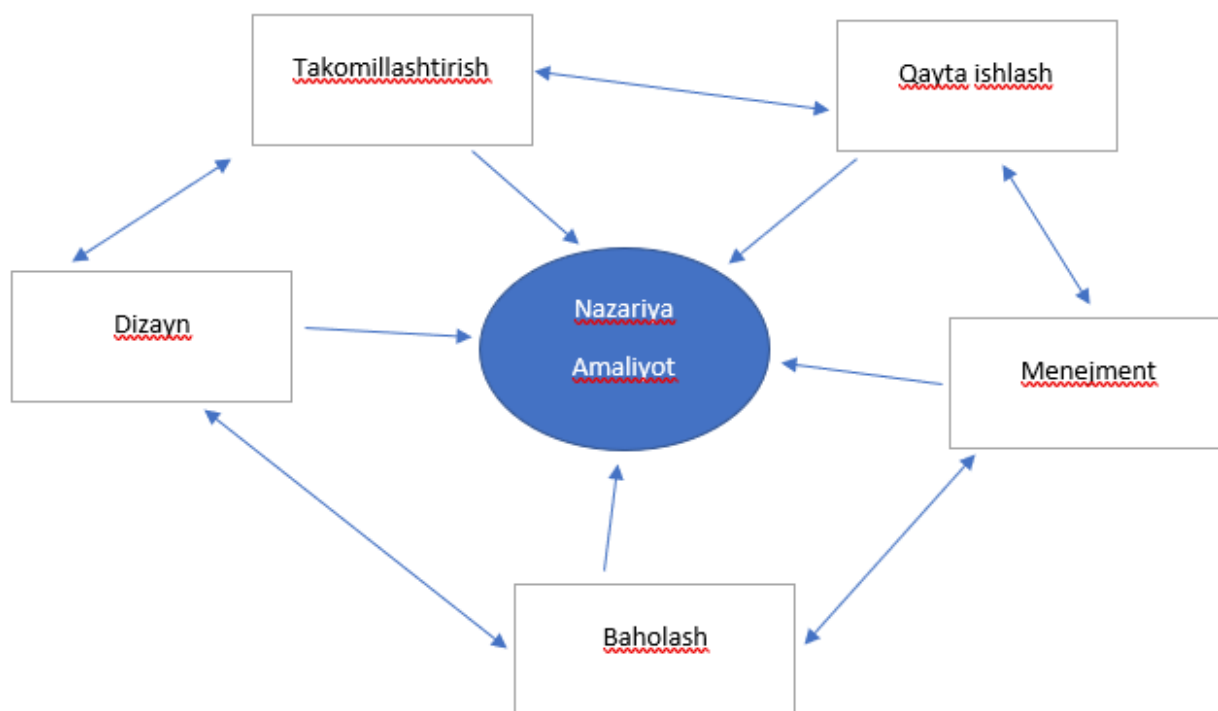 Takomillashtirish
Qayta ishlash
Dizayn
Nazariya
Amaliyot
Menejment
Baholash